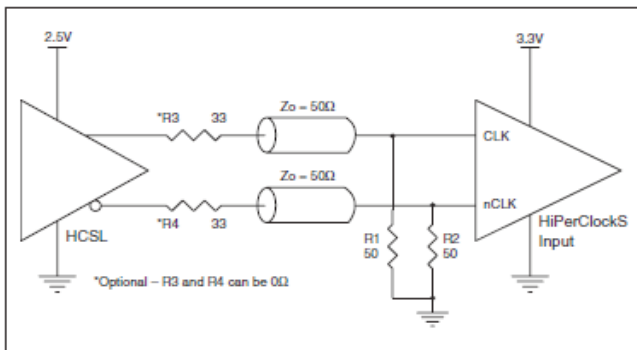 2.5V
3.3V
*R3 33
Zo = 50Ω
CLK
Zo = 50Ω
*R4 33
nCLK
HCSL
HiPerClockS
Input
R1
50
R2
50
*Optional – R3 and R4 can be 0Ω